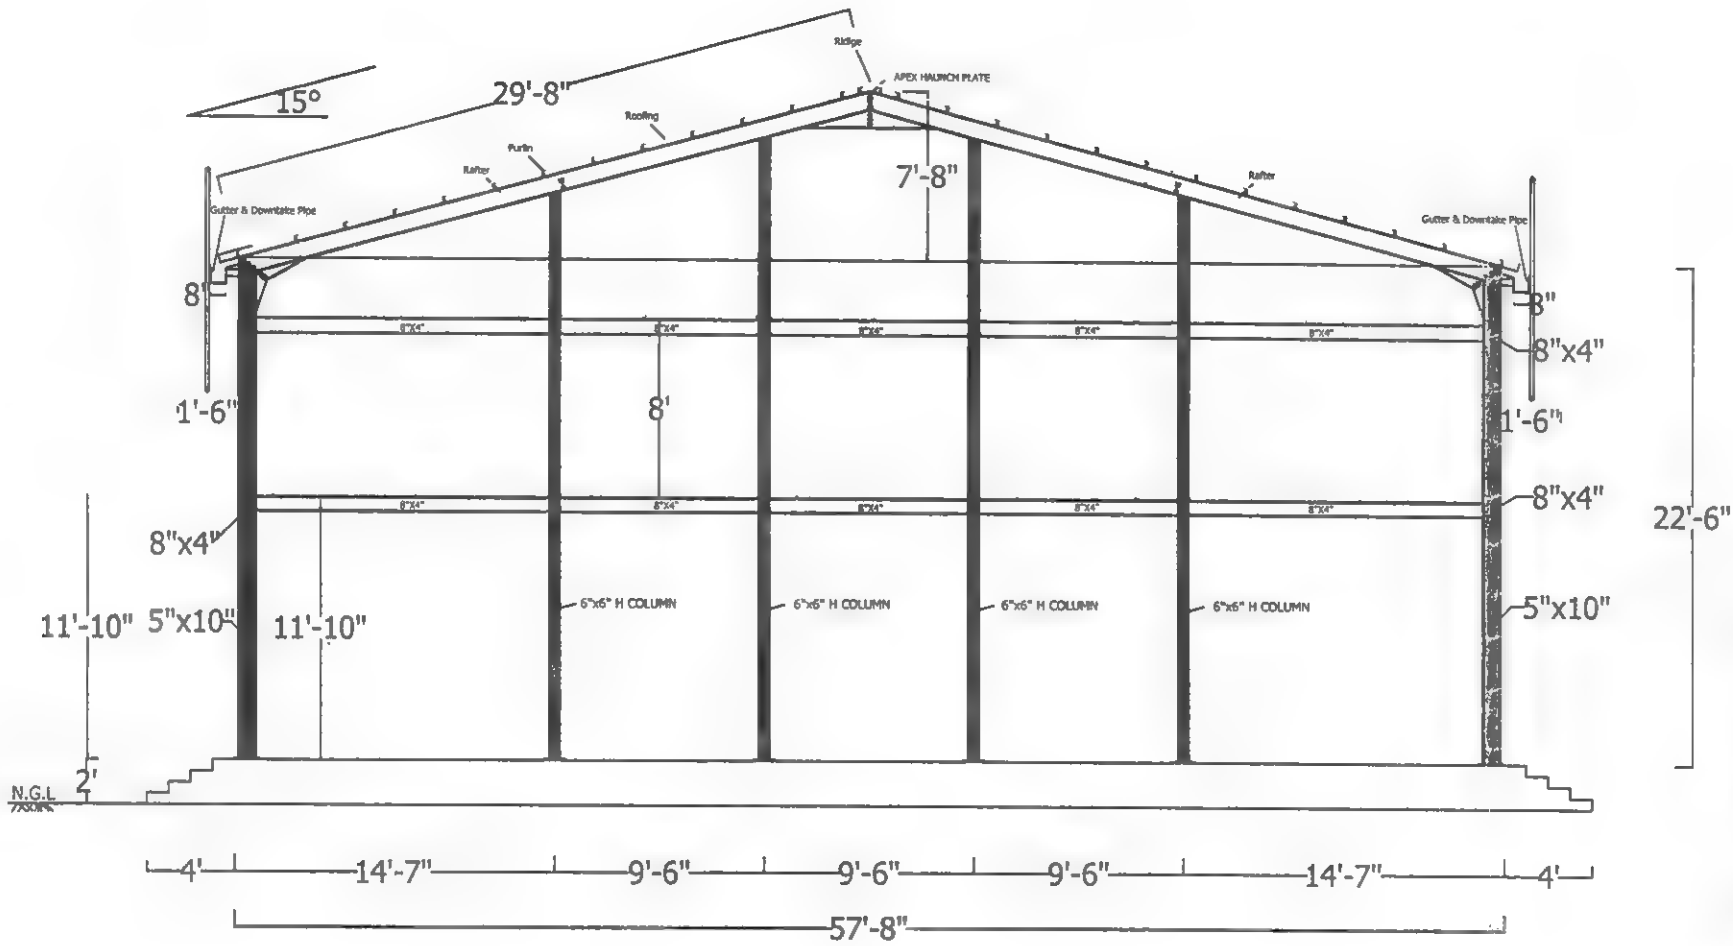 Ridge
APEX HAUNCH PLATE
29'-8"
15°
Roofing
Purlin
Rafter
7'-8"
Rafter
Gutter & Downtake Pipe
Gutter & Downtake Pipe
8"
8"
8"X4"
8"X4"
8"X4"
8"X4"
8"X4"
8"x4"
1'-6"
8'
1'-6"
8"X4"
8"X4"
8"X4"
8"X4"
8"X4"
8"x4"
22'-6"
8"x4"
6"x6" H COLUMN
6"x6" H COLUMN
6"x6" H COLUMN
6"x6" H COLUMN
11'-10"
5"x10"
11'-10"
5"x10"
2'
N.G.L
4'
14'-7"
9'-6"
9'-6"
9'-6"
14'-7"
4'
57'-8"